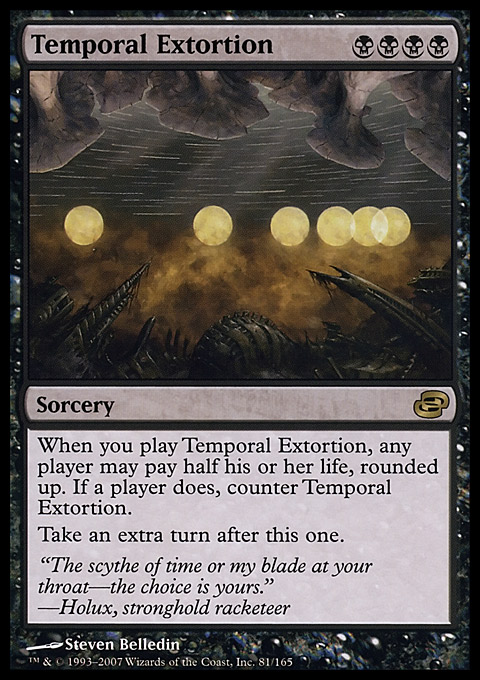 Temporal Extortion
Sorcery
When you play Temporal Extortion, any
player may pay half his or her life, rounded
up. If a player does, counter Temporal
Extortion.
Take an extra turn after this one.
“The scythe of time or my blade at your
throat—the choice is yours.”
—Holux, stronghold racketeer
Steven Belledin
™ & © 1993–2007 Wizards of the Coast, Inc. 81/165